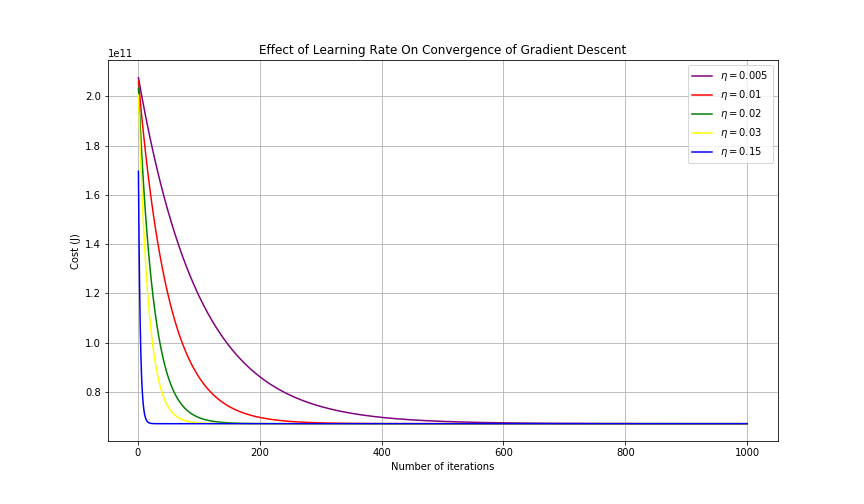 Effect of Learning Rate On Convergence of Gradient Descent
1e11
2.0
1.8
1.6
1.4
1.2
1.0
0.8
Cost (J)
η = 0.005
η = 0.01
η = 0.02
η = 0.03
η = 0.15
0 200 400 600 800 1000
Number of iterations